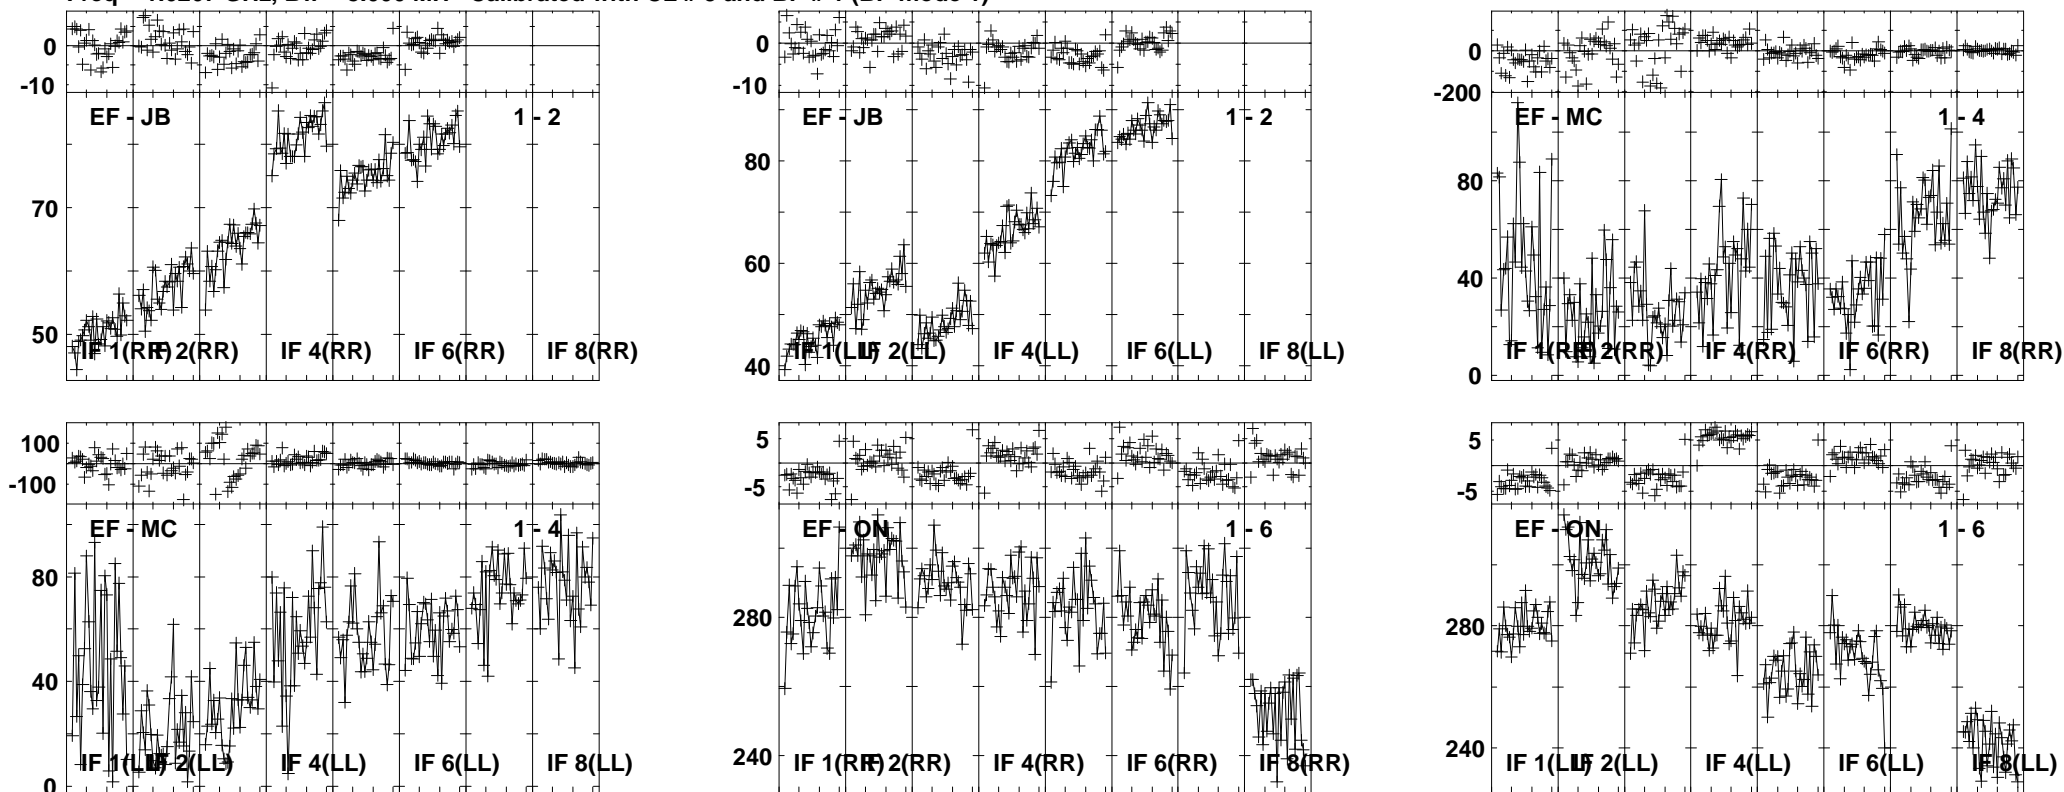 0
-10
EF - JB
1 - 2
70
50
IF 1(RR)
IF 2(RR)
IF 4(RR)
IF 6(RR)
IF 8(RR)
0
-10
EF - JB
1 - 2
80
60
40
IF 1(LL)
IF 2(LL)
IF 4(LL)
IF 6(LL)
IF 8(LL)
0
-200
EF - MC
1 - 4
80
40
0
IF 1(RR)
IF 2(RR)
IF 4(RR)
IF 6(RR)
IF 8(RR)
100
-100
EF - MC
1 - 4
80
40
0
IF 1(LL)
IF 2(LL)
IF 4(LL)
IF 6(LL)
IF 8(LL)
5
-5
EF - ON
1 - 6
280
240
IF 1(RR)
IF 2(RR)
IF 4(RR)
IF 6(RR)
IF 8(RR)
5
-5
EF - ON
1 - 6
280
240
IF 1(LL)
IF 2(LL)
IF 4(LL)
IF 6(LL)
IF 8(LL)